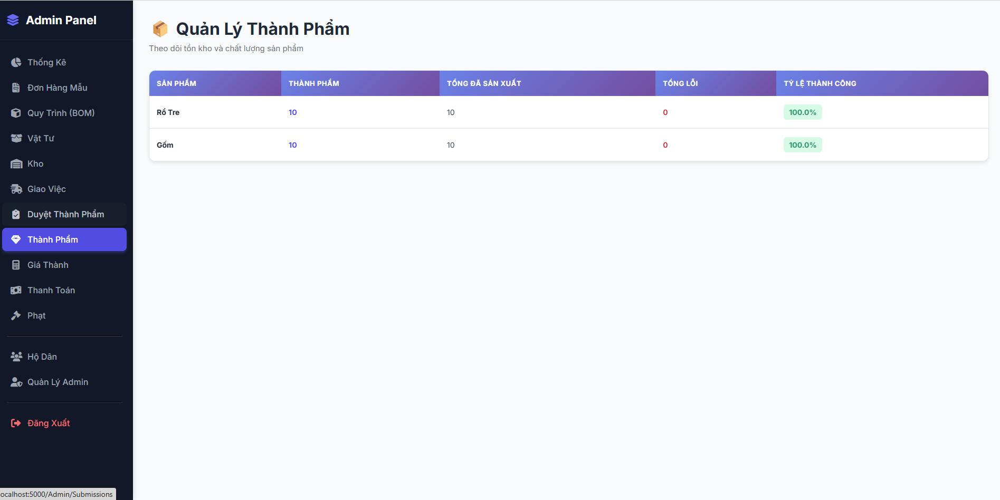 Admin Panel
Thống Kê
Đơn Hàng Mẫu
Quy Trình (BOM)
Vật Tư
Kho
Giao Việc
Duyệt Thành Phẩm
Thành Phẩm
Giá Thành
Thanh Toán
Phạt
Hộ Dân
Quản Lý Admin
Đăng Xuất
ocalhost:5000/Admin/Submissions
Quản Lý Thành Phẩm
Theo dõi tồn kho và chất lượng sản phẩm
SẢN PHẨM THÀNH PHẨM TỔNG ĐÃ SẢN XUẤT TỔNG LỖI TỶ LỆ THÀNH CÔNG
Rổ Tre 10 10 0 100.0%
Gốm 10 10 0 100.0%